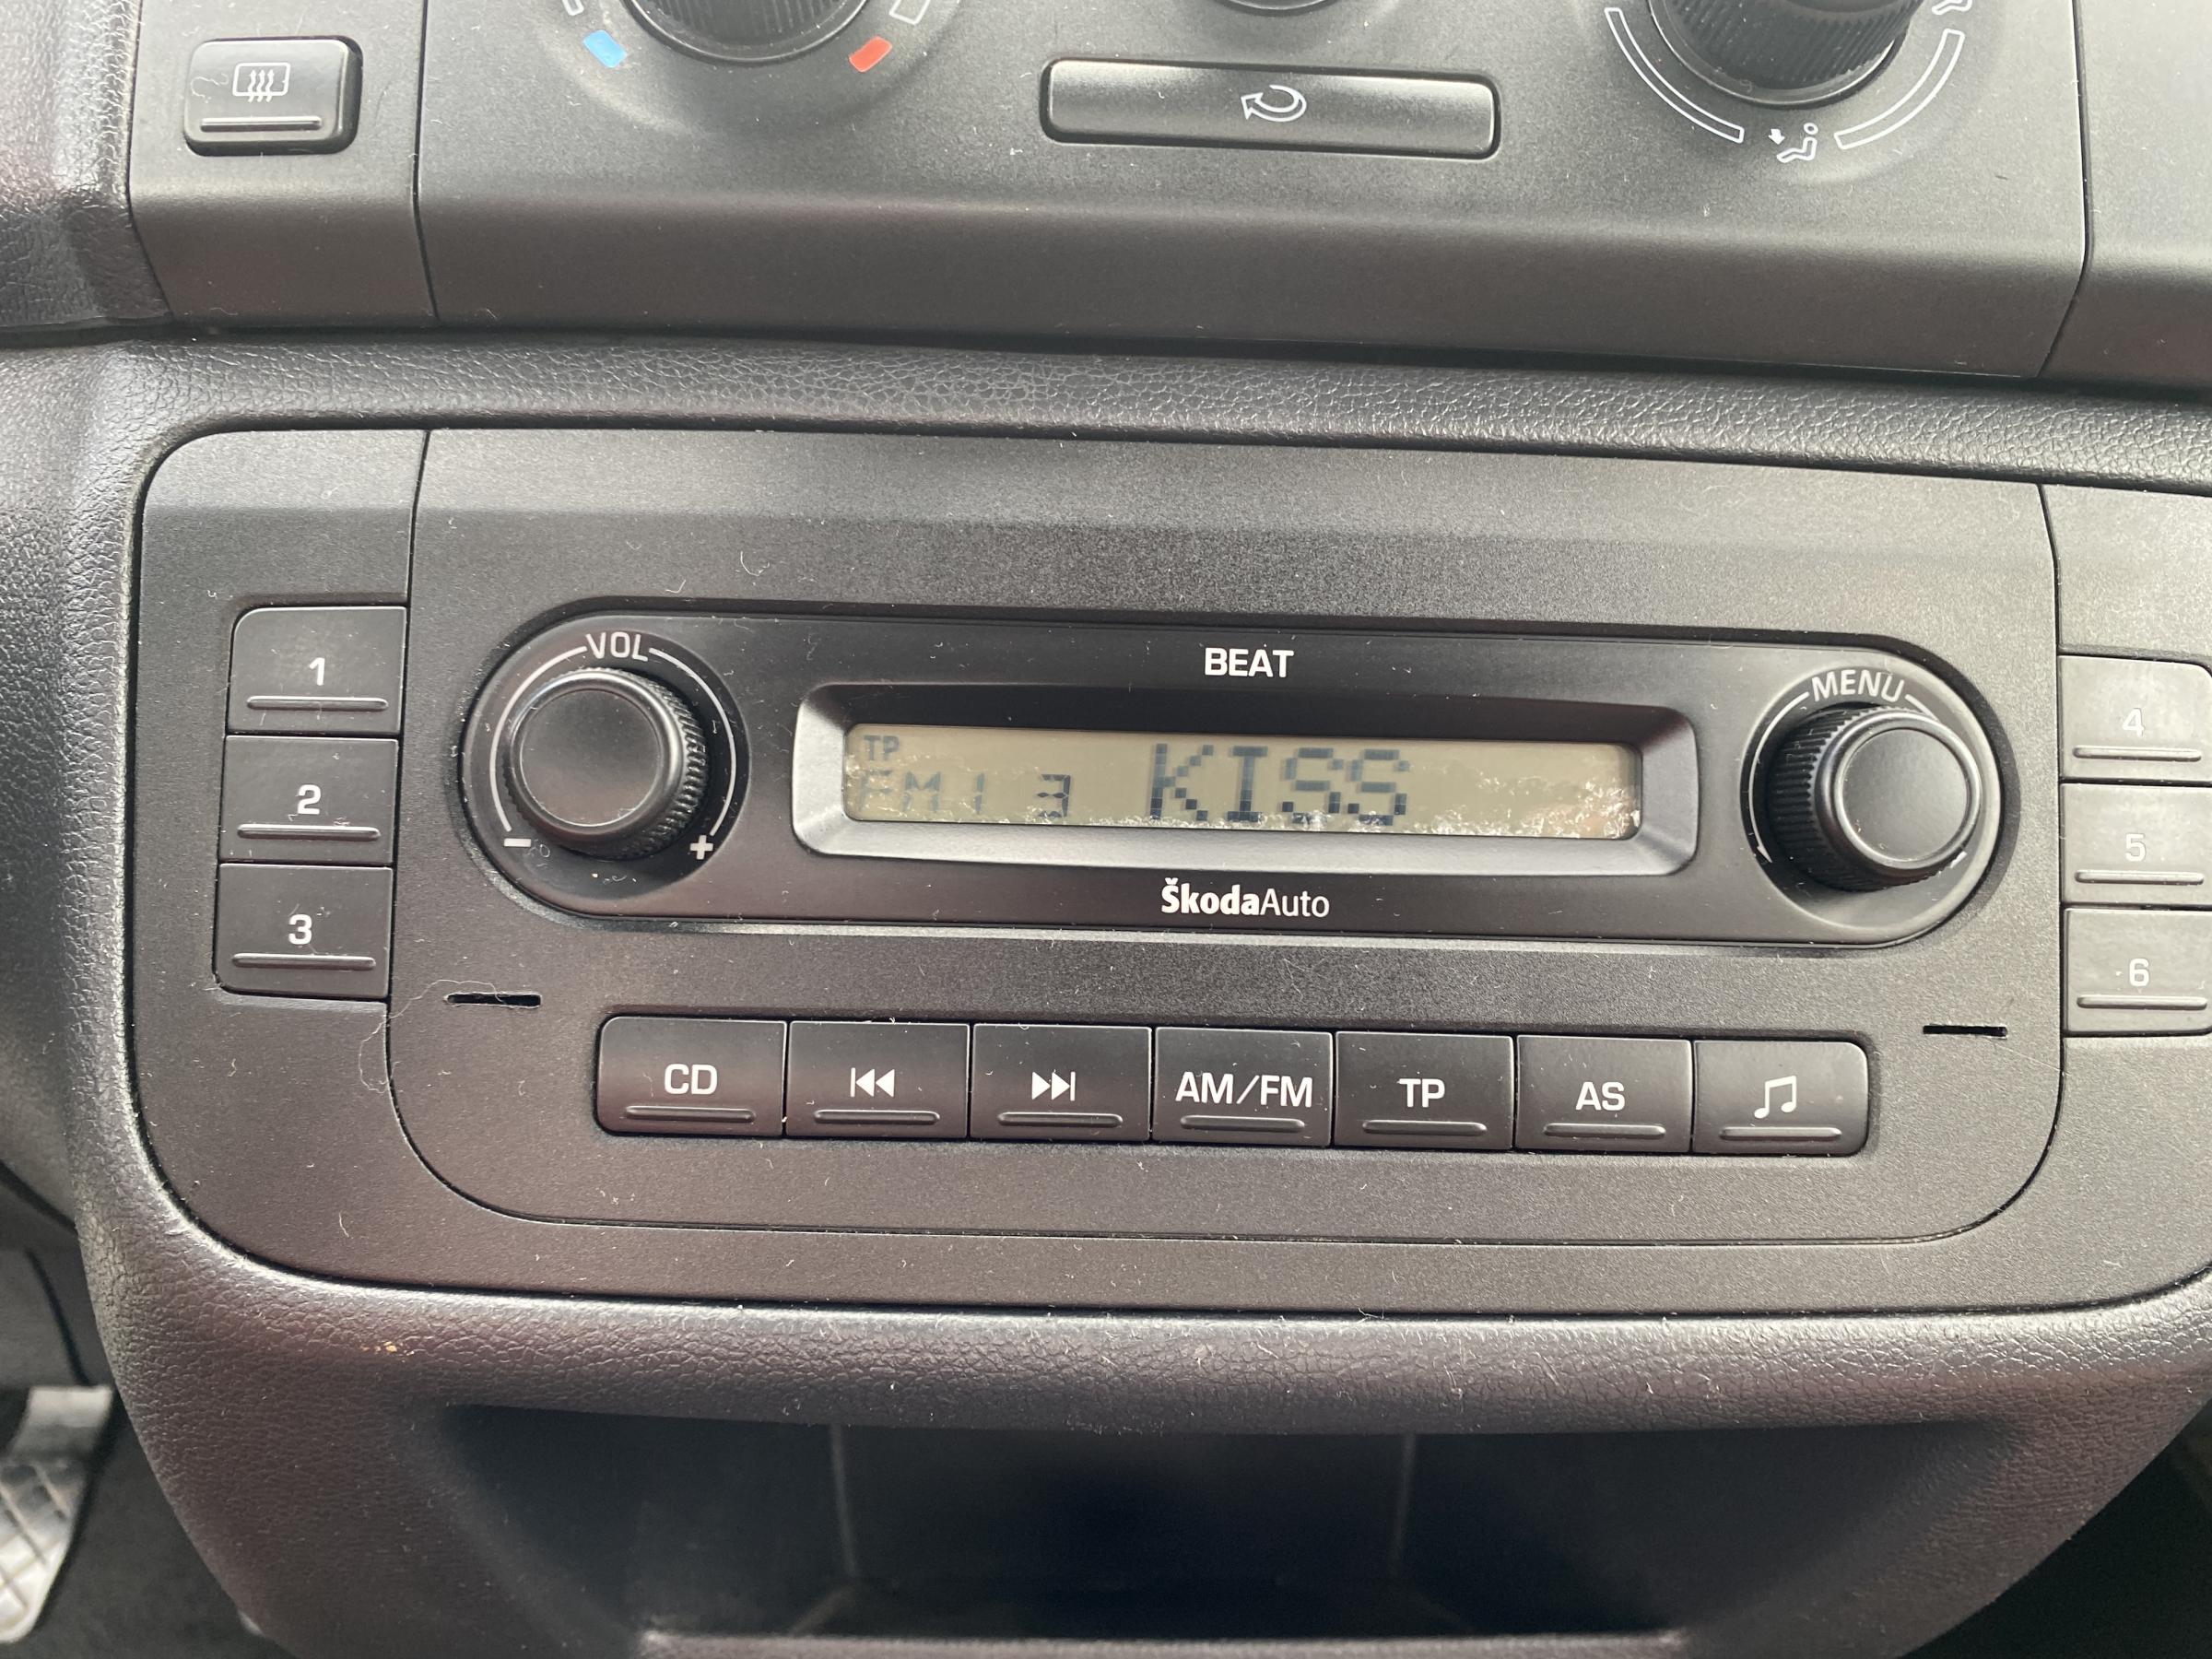 VOL
BEAT
MENU
1
2
3
TP
FM1 3 KISS
- +
ŠkodaAuto
4
5
6
CD
AM/FM
TP
AS